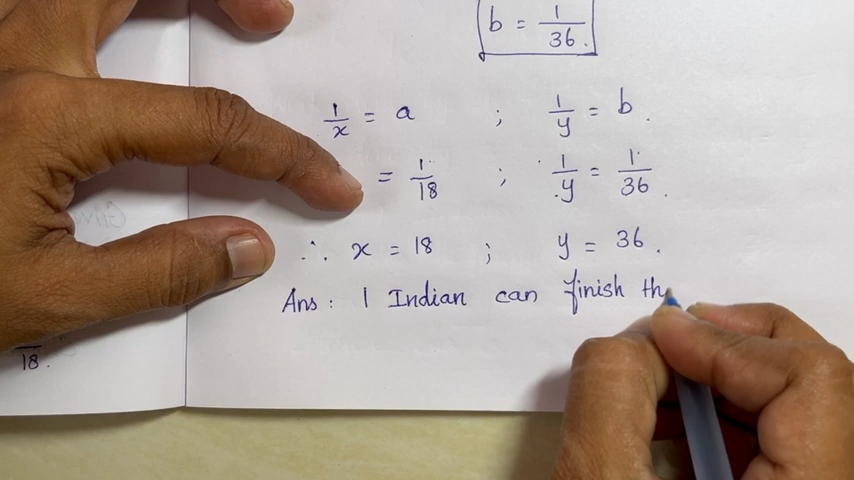 b = 1/36.
1/x = a ; 1/y = b.
= 1/18 ; 1/y = 1/36.
∴ x = 18 ; y = 36.
Ans : 1 Indian can finish th
18.